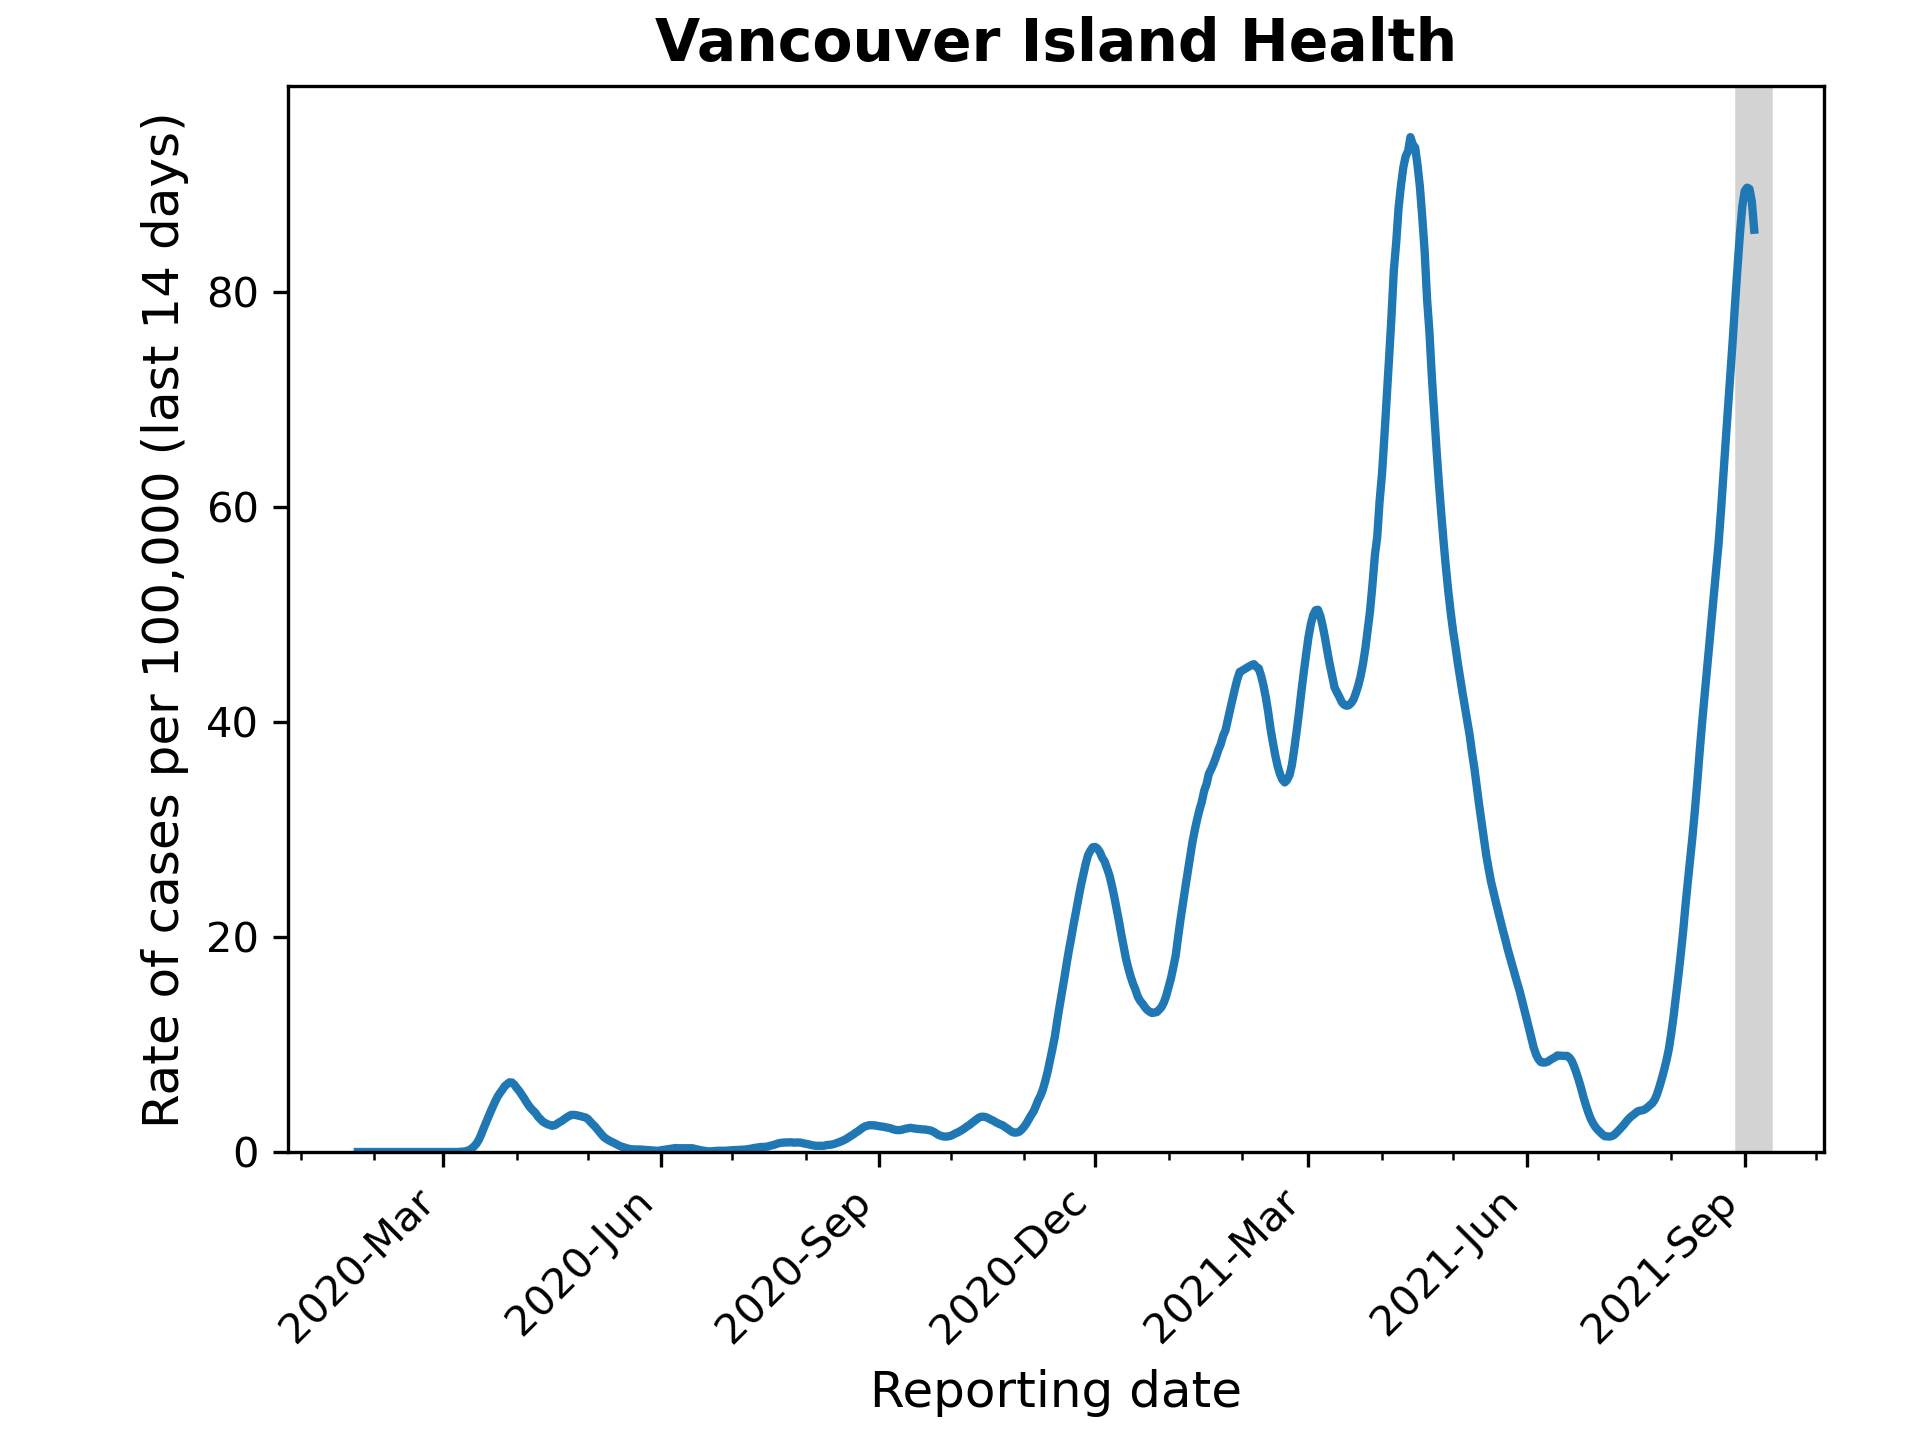 Vancouver Island Health
Rate of cases per 100,000 (last 14 days)
80
60
40
20
0
2020-Mar
2020-Jun
2020-Sep
2020-Dec
2021-Mar
2021-Jun
2021-Sep
Reporting date